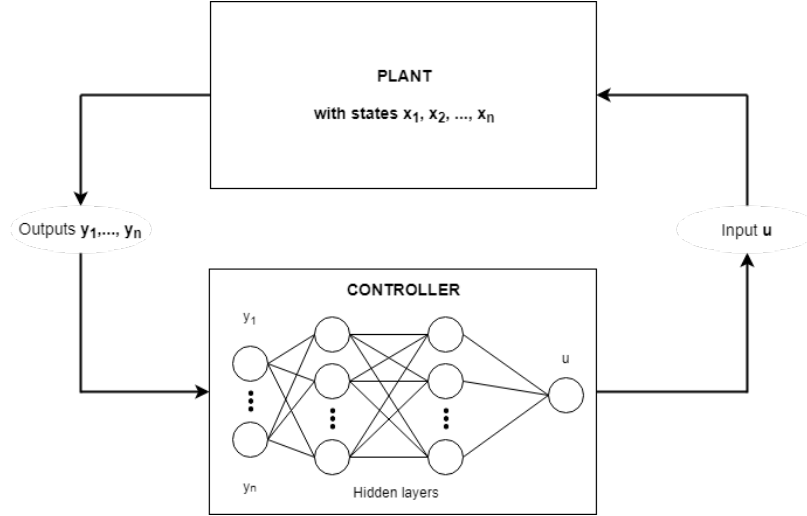 PLANT
with states x₁, x₂, ..., xₙ
Outputs y₁,..., yₙ
Input u
CONTROLLER
y₁
u
yₙ
Hidden layers